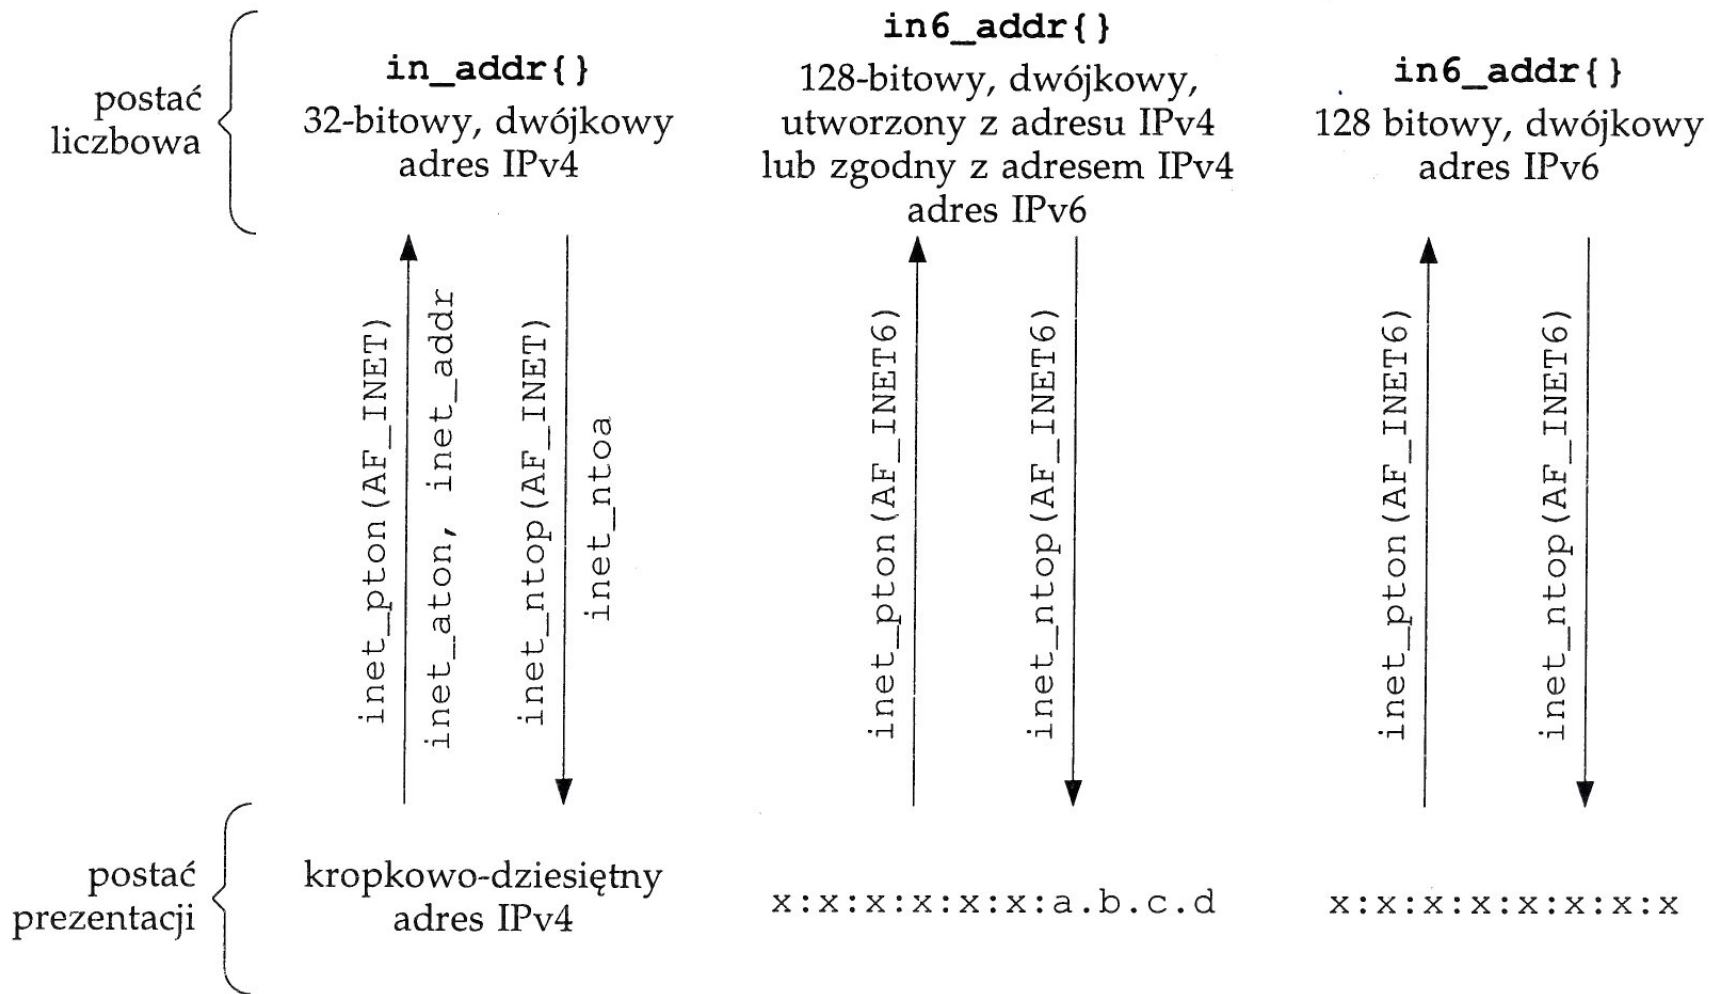 postać
liczbowa
in_addr{}
32-bitowy, dwójkowy
adres IPv4
in6_addr{}
128-bitowy, dwójkowy,
utworzony z adresu IPv4
lub zgodny z adresem IPv4
adres IPv6
in6_addr{}
128 bitowy, dwójkowy
adres IPv6
inet_pton(AF_INET)
inet_aton, inet_addr
inet_ntop(AF_INET)
inet_ntoa
inet_pton(AF_INET6)
inet_ntop(AF_INET6)
inet_pton(AF_INET6)
inet_ntop(AF_INET6)
postać
prezentacji
kropkowo-dziesiętny
adres IPv4
x:x:x:x:x:x:a.b.c.d
x:x:x:x:x:x:x:x